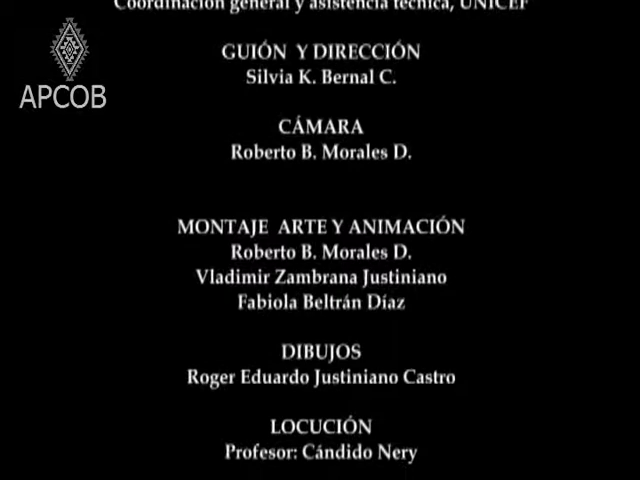 Coordinación general y asistencia técnica, UNICEF
GUIÓN Y DIRECCIÓN
Silvia K. Bernal C.
APCOB
CÁMARA
Roberto B. Morales D.
MONTAJE ARTE Y ANIMACIÓN
Roberto B. Morales D.
Vladimir Zambrana Justiniano
Fabiola Beltrán Díaz
DIBUJOS
Roger Eduardo Justiniano Castro
LOCUCIÓN
Profesor: Cándido Nery